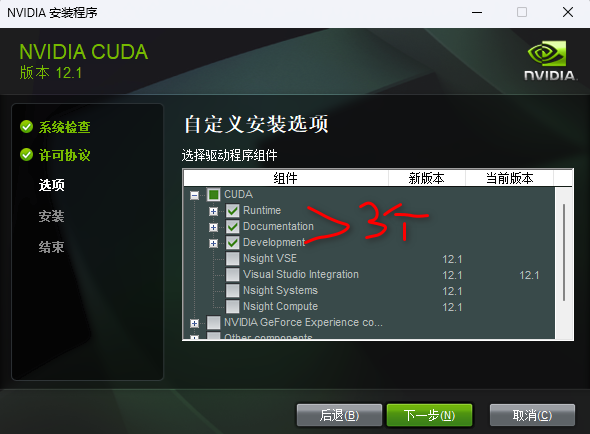 NVIDIA 安装程序
NVIDIA CUDA
版本 12.1
NVIDIA.
系统检查
许可协议
选项
安装
结束
自定义安装选项
选择驱动程序组件
组件 新版本 当前版本
CUDA
Runtime
Documentation
Development
3个
Nsight VSE 12.1
Visual Studio Integration 12.1 12.1
Nsight Systems 12.1
Nsight Compute 12.1
NVIDIA GeForce Experience co...
Other components
后退(B) 下一步(N) 取消(C)